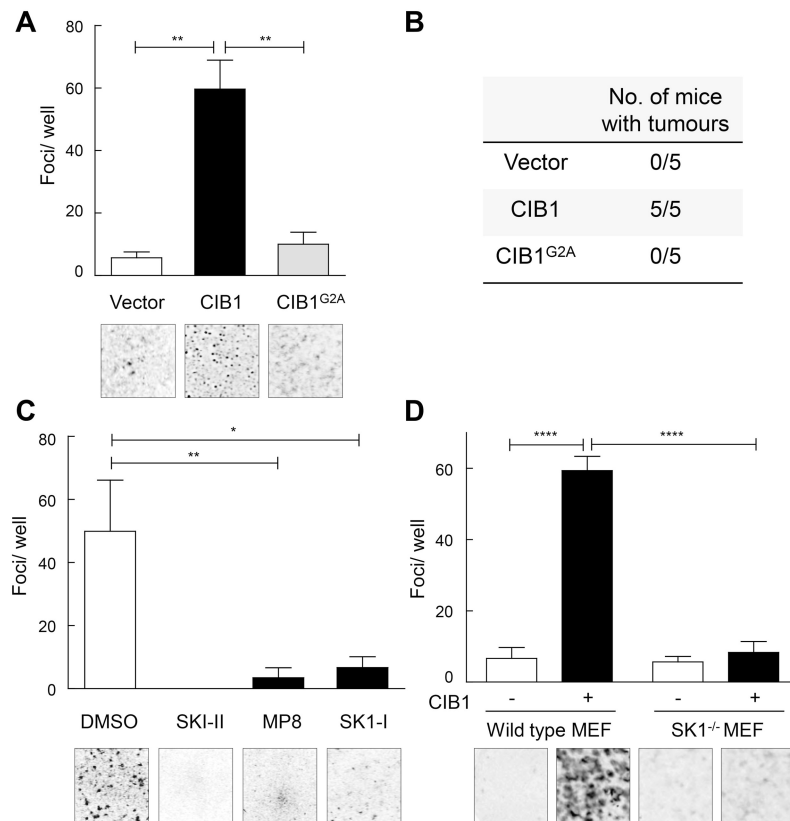 A
** **
Foci/ well
80
60
40
20
0
Vector CIB1 CIB1G2A
B
No. of mice
with tumours
Vector 0/5
CIB1 5/5
CIB1G2A 0/5
C
*
**
Foci/ well
80
60
40
20
0
DMSO SKI-II MP8 SK1-I
D
**** ****
Foci/ well
60
40
20
0
CIB1 - + - +
Wild type MEF SK1-/- MEF